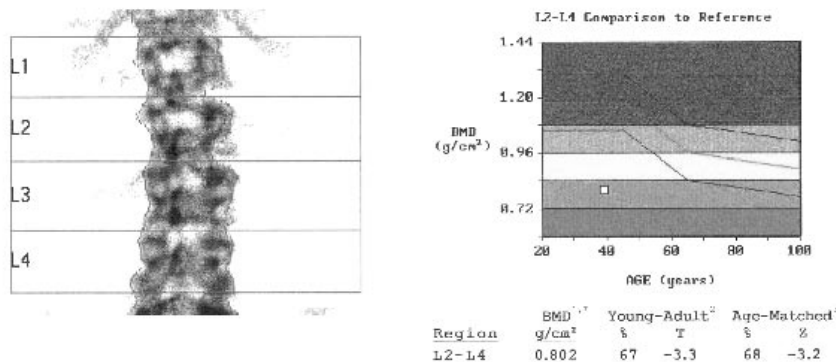 L1
L2
L3
L4
L2-L4 Comparison to Reference
1.44
1.20
BMD
(g/cm²)
0.96
0.72
20 40 60 80 100
AGE (years)
BMD Young-Adult² Age-Matched
Region g/cm² % T % Z
L2-L4 0.802 67 -3.3 68 -3.2